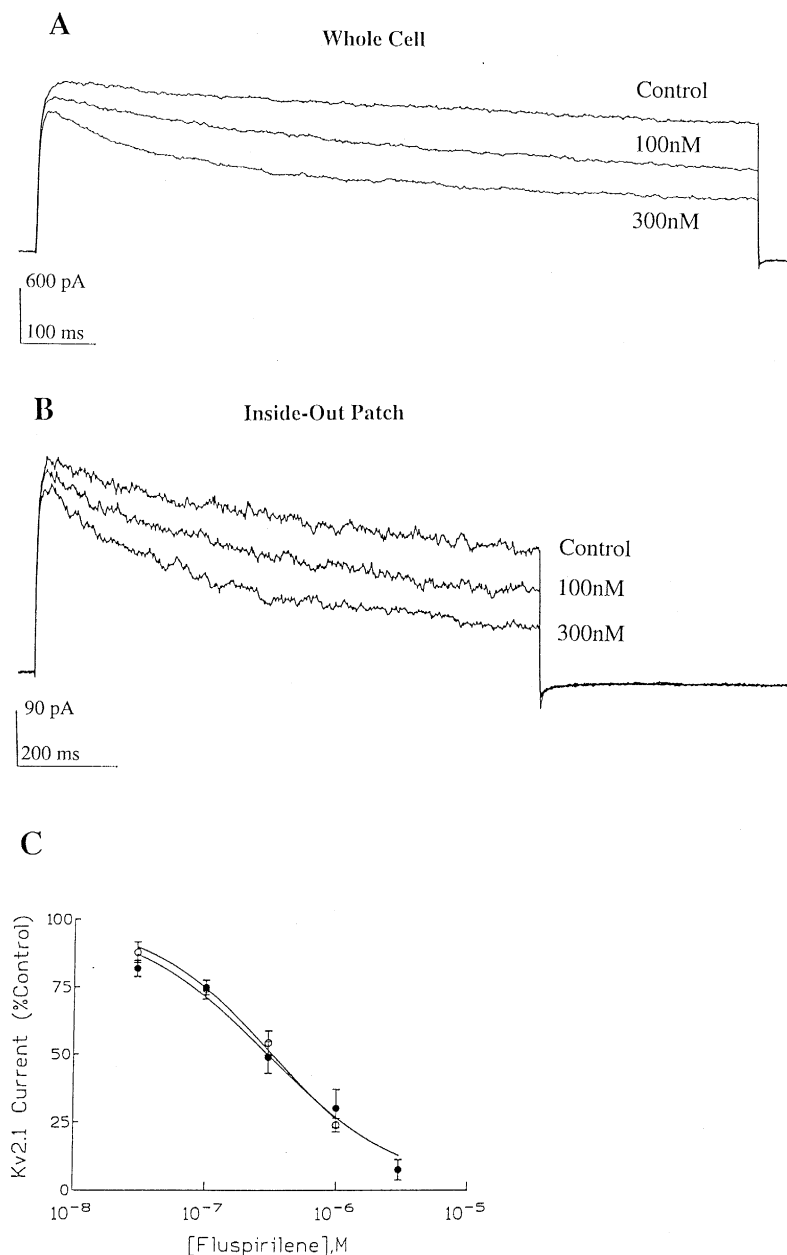 A
Whole Cell
Control
100nM
300nM
600 pA
100 ms
B
Inside-Out Patch
Control
100nM
300nM
90 pA
200 ms
C
Kv2.1 Current (%Control)
100
75
50
25
0
10⁻⁸
10⁻⁷
10⁻⁶
10⁻⁵
[Fluspirilene],M